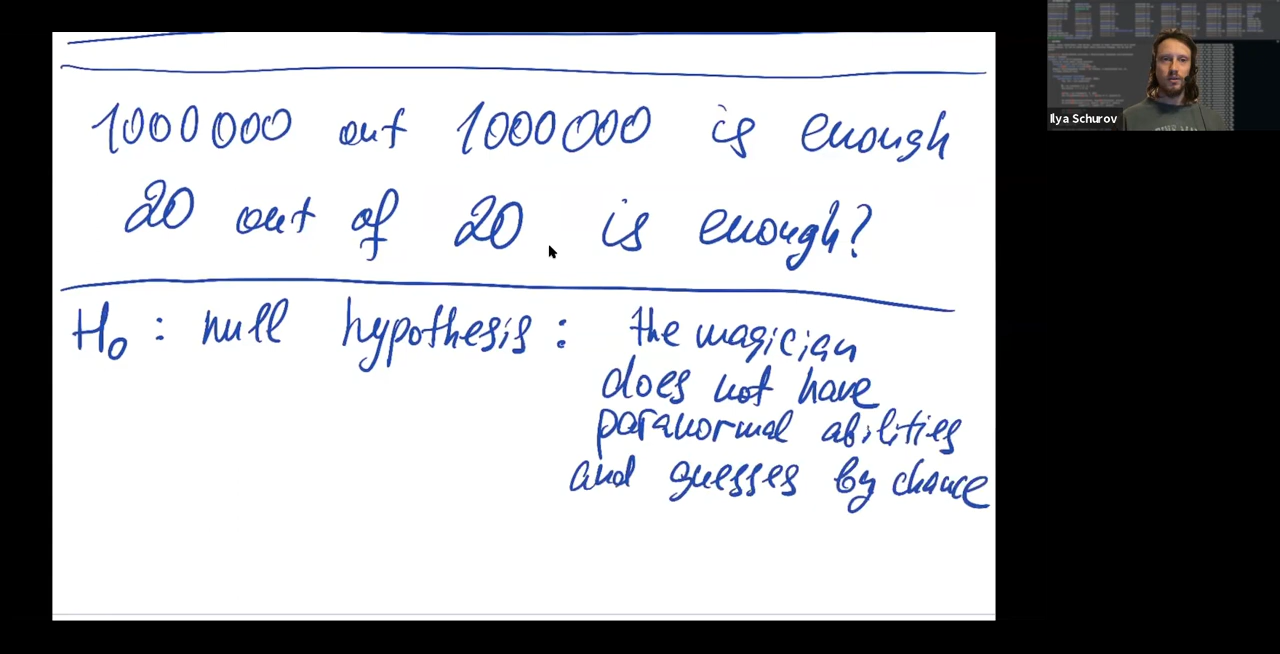 1000000 out 1000000 is enough
20 out of 20 is enough?
H₀ : null hypothesis : the magician
does not have
paranormal abilities
and guesses by chance
Ilya Schurov